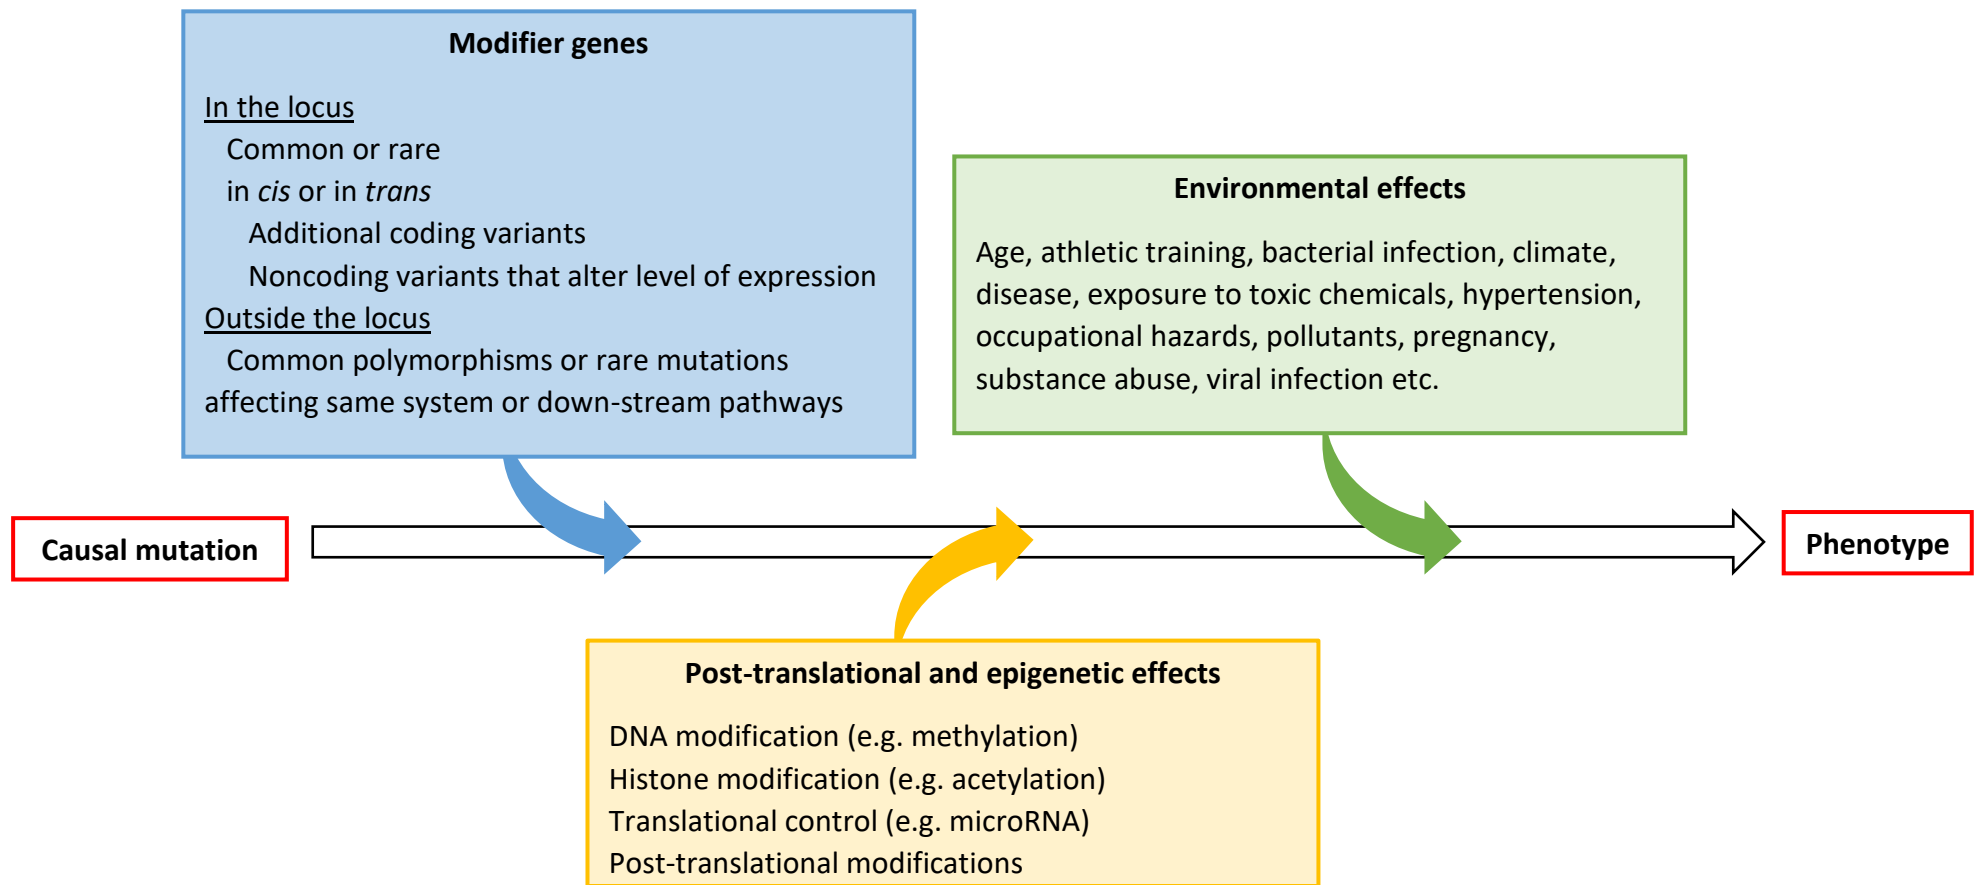 Modifier genes
In the locus
Common or rare
in cis or in trans
Additional coding variants
Noncoding variants that alter level of expression
Outside the locus
Common polymorphisms or rare mutations
affecting same system or down-stream pathways
Environmental effects
Age, athletic training, bacterial infection, climate,
disease, exposure to toxic chemicals, hypertension,
occupational hazards, pollutants, pregnancy,
substance abuse, viral infection etc.
Causal mutation
Phenotype
Post-translational and epigenetic effects
DNA modification (e.g. methylation)
Histone modification (e.g. acetylation)
Translational control (e.g. microRNA)
Post-translational modifications